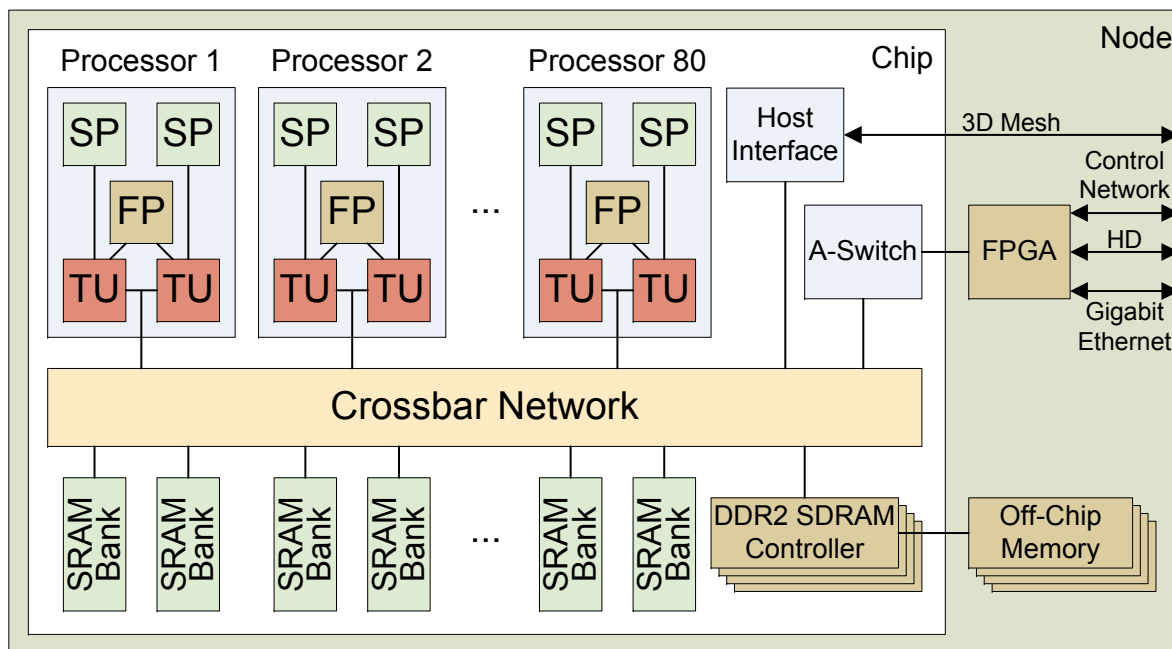 Node
Chip
Processor 1
Processor 2
Processor 80
SP
SP
FP
TU
TU
SP
SP
FP
TU
TU
...
SP
SP
FP
TU
TU
Host
Interface
3D Mesh
A-Switch
FPGA
Control
Network
HD
Gigabit
Ethernet
Crossbar Network
SRAM
Bank
SRAM
Bank
SRAM
Bank
SRAM
Bank
...
SRAM
Bank
SRAM
Bank
DDR2 SDRAM
Controller
Off-Chip
Memory